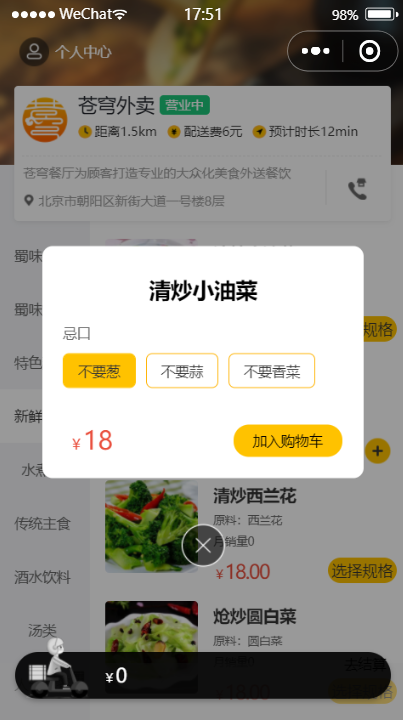 WeChat 17:51 98%
个人中心
苍穹外卖 营业中
距离1.5km 配送费6元 预计时长12min
苍穹餐厅为顾客打造专业的大众化美食外送餐饮
北京市朝阳区新街大道一号楼8层
蜀味
蜀味
特色
新鲜
水煮
传统主食
酒水饮料
汤类
规格
清炒小油菜
忌口
不要葱 不要蒜 不要香菜
¥18 加入购物车
清炒西兰花
原料：西兰花
月销量0
¥18.00 选择规格
炝炒圆白菜
原料：圆白菜
去结算
¥0